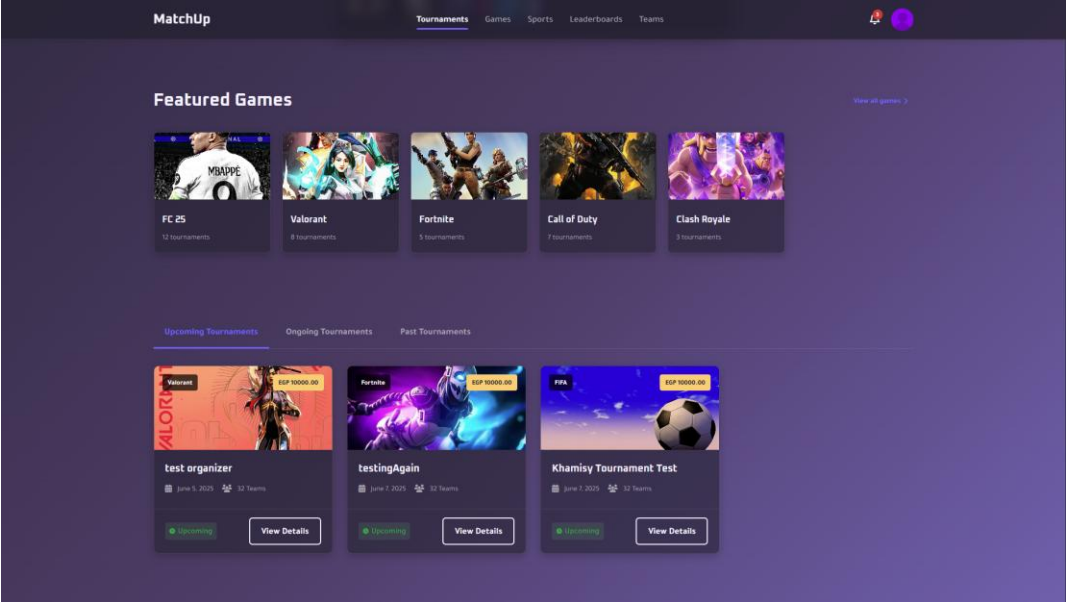 MatchUp
Tournaments Games Sports Leaderboards Teams
3
Featured Games
View all games
MBAPPÉ
FC 25
12 tournaments
Valorant
8 tournaments
Fortnite
5 tournaments
Call of Duty
7 tournaments
Clash Royale
3 tournaments
Upcoming Tournaments Ongoing Tournaments Past Tournaments
Valorant
EGP 10000.00
test organizer
June 5, 2025 32 Teams
Upcoming
View Details
Fortnite
EGP 10000.00
testingAgain
June 7, 2025 32 Teams
Upcoming
View Details
FIFA
EGP 10000.00
Khamisy Tournament Test
June 7, 2025 32 Teams
Upcoming
View Details